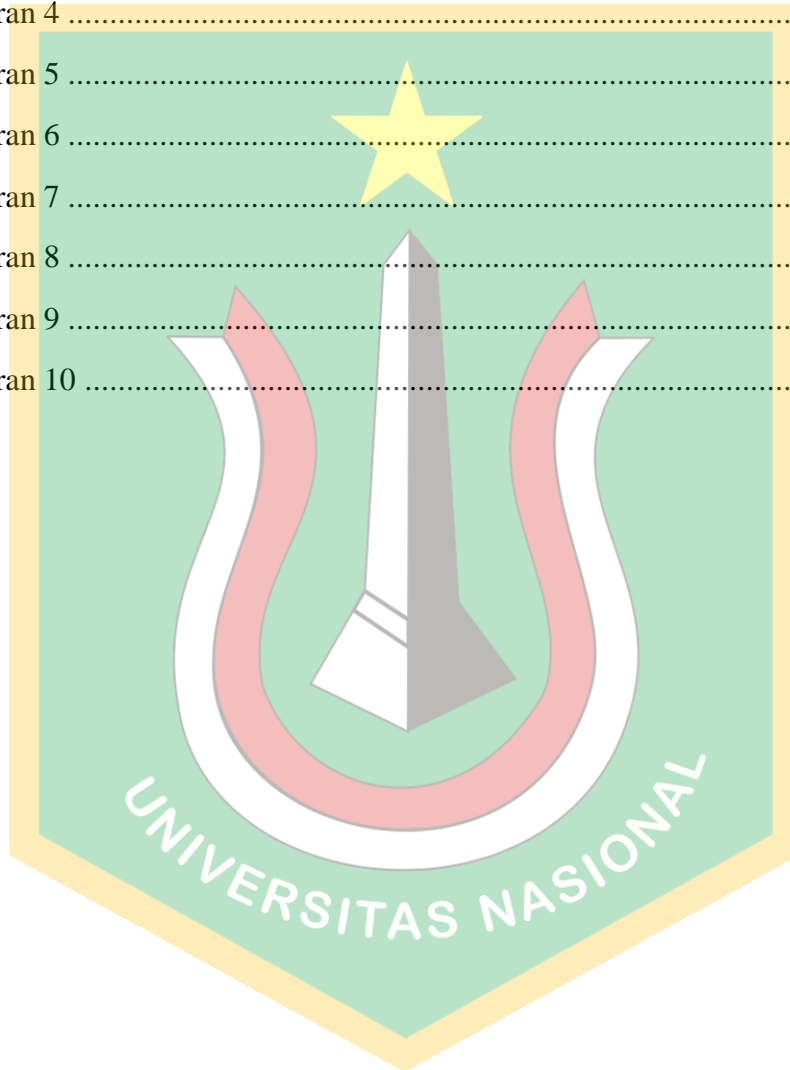 ran 4 ........................................................................................
ran 5 ........................................................................................
ran 6 ........................................................................................
ran 7 ........................................................................................
ran 8 ........................................................................................
ran 9 ........................................................................................
ran 10 ......................................................................................
UNIVERSITAS NASIONAL